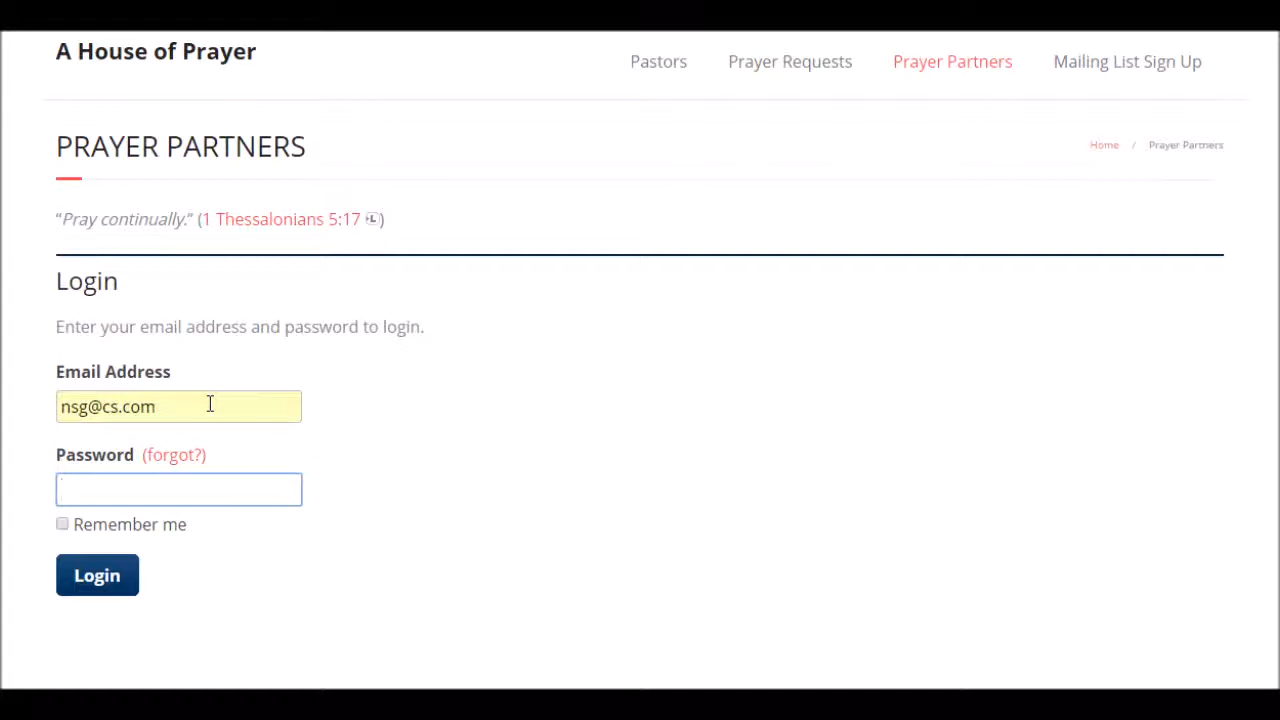 A House of Prayer
Pastors Prayer Requests Prayer Partners Mailing List Sign Up
PRAYER PARTNERS
Home / Prayer Partners
“Pray continually.” (1 Thessalonians 5:17 )
Login
Enter your email address and password to login.
Email Address
nsg@cs.com
Password (forgot?)
Remember me
Login